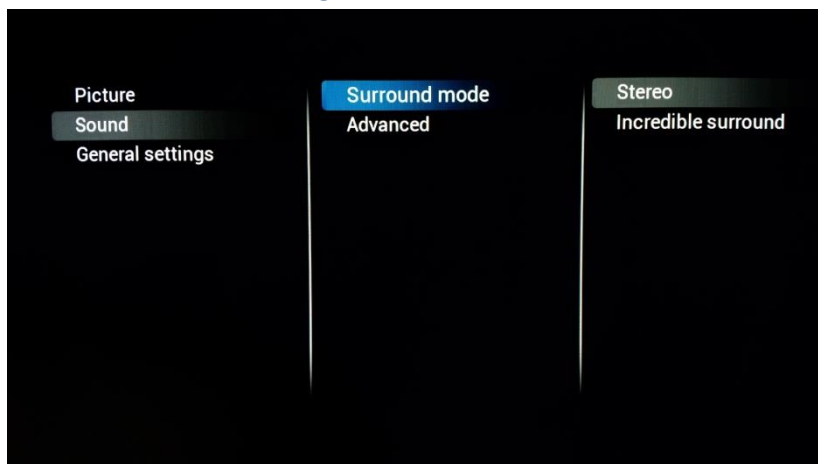 Picture
Sound
General settings
Surround mode
Advanced
Stereo
Incredible surround